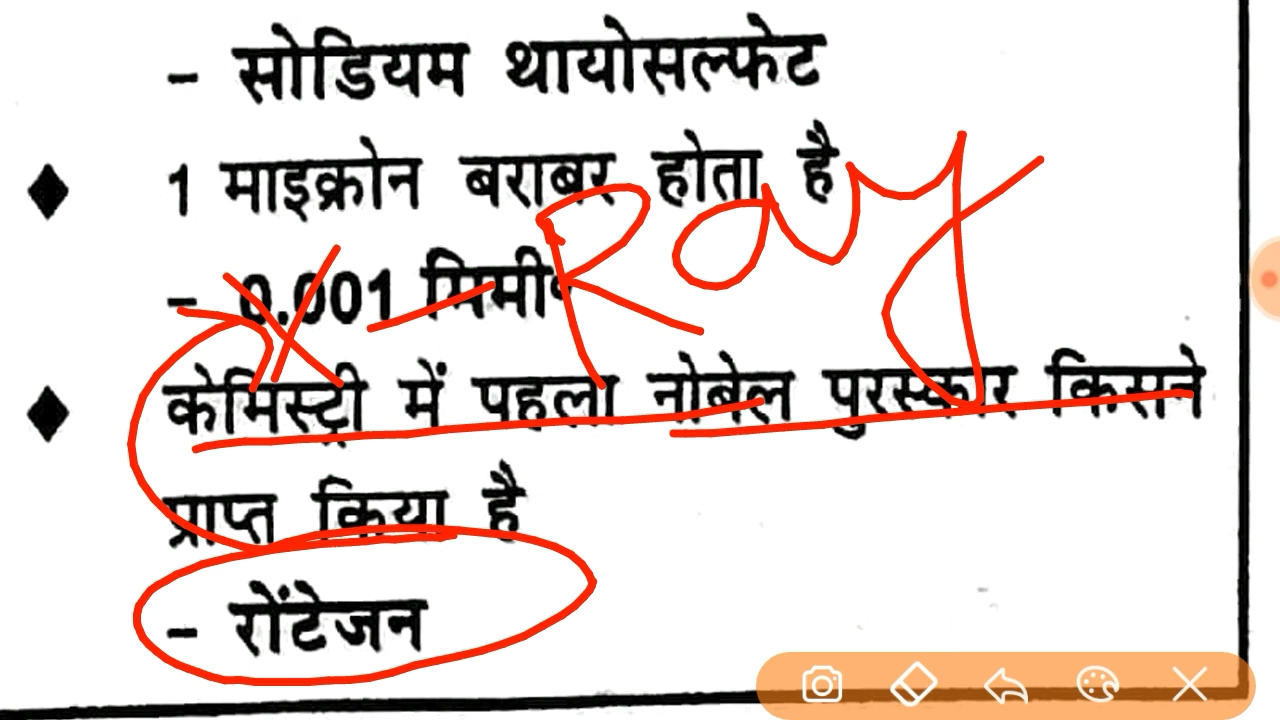 - सोडियम थायोसल्फेट
♦ 1 माइक्रोन बराबर होता है
- 0.001 मिमी॰
X - Ray
♦ केमिस्ट्री में पहला नोबेल पुरस्कार किसने
प्राप्त किया है
- रोंटेजन